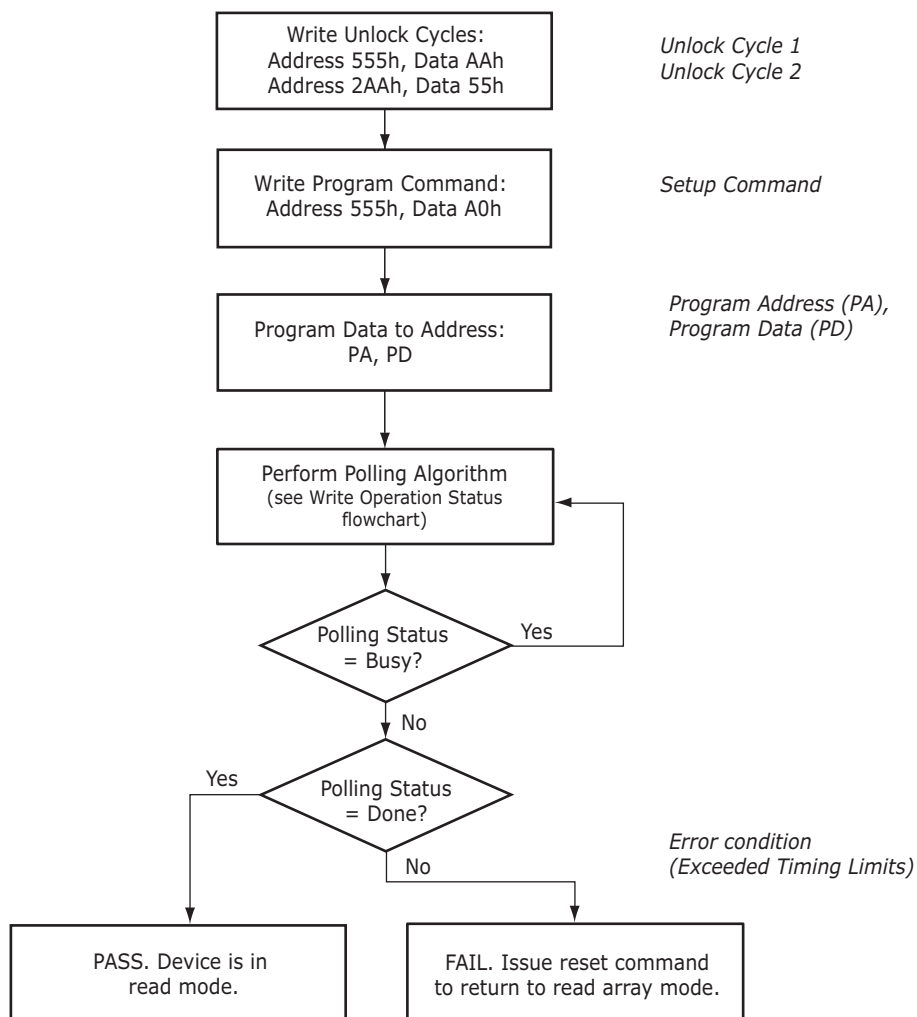 Write Unlock Cycles:
Address 555h, Data AAh
Address 2AAh, Data 55h
Unlock Cycle 1
Unlock Cycle 2
Write Program Command:
Address 555h, Data A0h
Setup Command
Program Data to Address:
PA, PD
Program Address (PA),
Program Data (PD)
Perform Polling Algorithm
(see Write Operation Status
flowchart)
Polling Status
= Busy?
Yes
No
Polling Status
= Done?
Yes
No
Error condition
(Exceeded Timing Limits)
PASS. Device is in
read mode.
FAIL. Issue reset command
to return to read array mode.